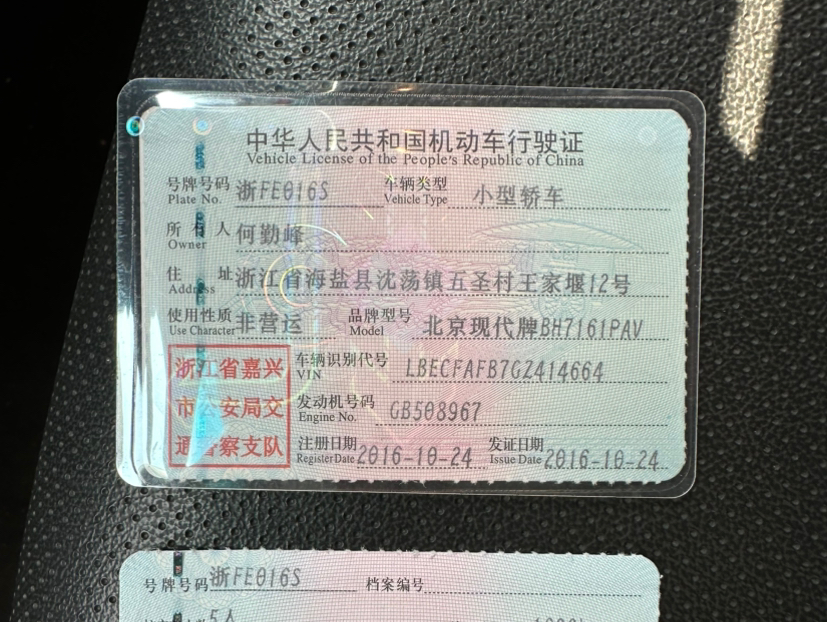 中华人民共和国机动车行驶证
Vehicle License of the People's Republic of China
号牌号码 浙FE016S 车辆类型 小型轿车
Plate No. Vehicle Type
所有人 何勤峰
Owner
住址 浙江省海盐县沈荡镇五圣村王家堰12号
Address
使用性质 非营运 品牌型号 北京现代牌BH7161PAV
Use Character Model
浙江省嘉兴 车辆识别代号 LBECFAFB7GZ414664
VIN
市公安局交 发动机号码 GB508967
Engine No.
通警察支队 注册日期 2016-10-24 发证日期 2016-10-24
Register Date Issue Date
号牌号码 浙FE016S 档案编号
5人